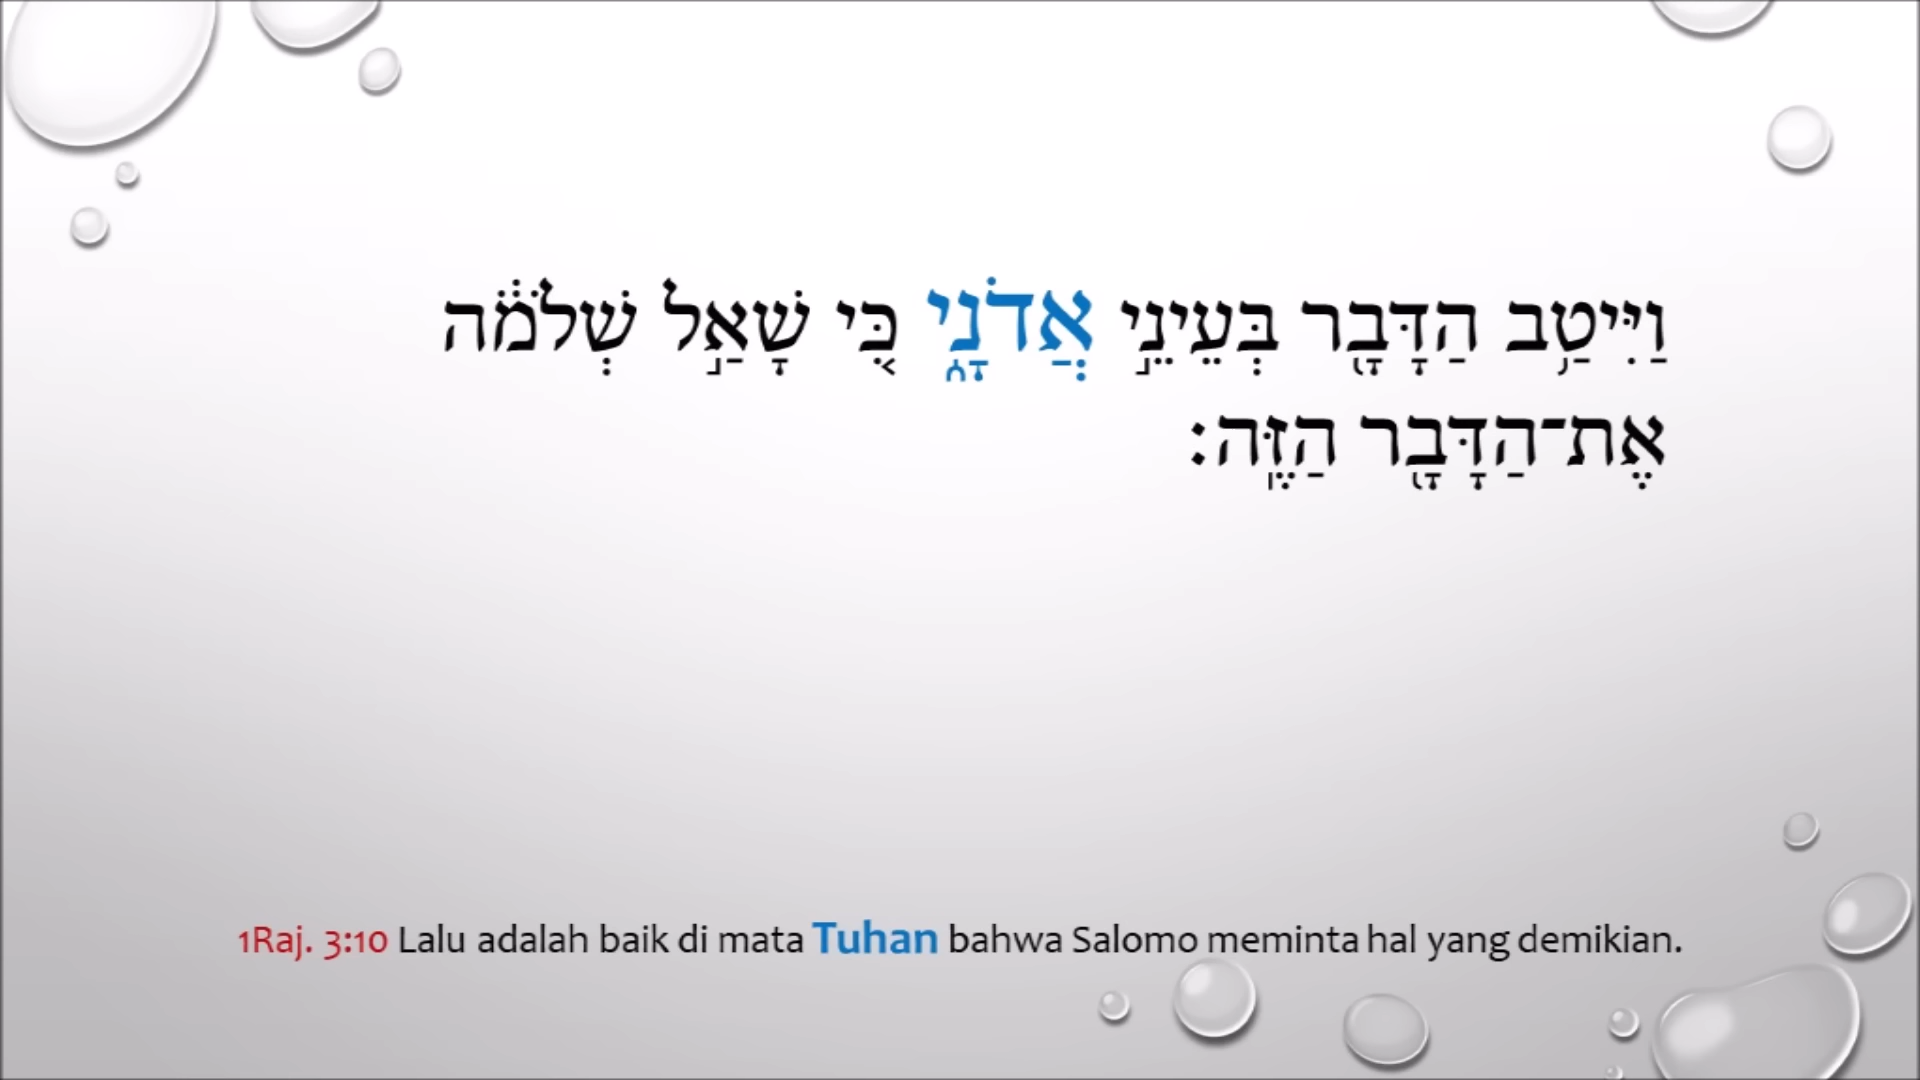 וַיִּיטַ֥ב הַדָּבָ֖ר בְּעֵינֵ֣י אֲדֹנָ֑י כִּ֚י שָׁאַ֣ל שְׁלֹמֹ֔ה
אֶת־הַדָּבָ֖ר הַזֶּֽה׃
1Raj. 3:10 Lalu adalah baik di mata Tuhan bahwa Salomo meminta hal yang demikian.